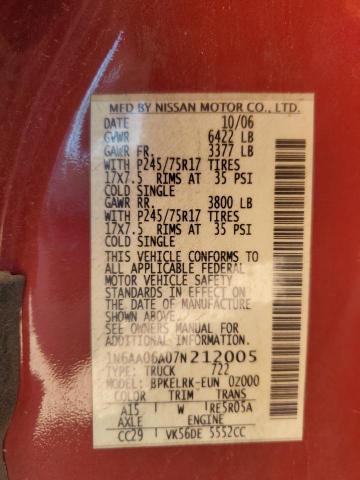 MFD BY NISSAN MOTOR CO., LTD.
DATE 10/06
GVWR 6422 LB
GAWR FR. 3377 LB
WITH P245/75R17 TIRES
17X7.5 RIMS AT 35 PSI
COLD SINGLE
GAWR RR. 3800 LB
WITH P245/75R17 TIRES
17X7.5 RIMS AT 35 PSI
COLD SINGLE
THIS VEHICLE CONFORMS TO
ALL APPLICABLE FEDERAL
MOTOR VEHICLE SAFETY
STANDARDS IN EFFECT ON
THE DATE OF MANUFACTURE
SHOWN ABOVE.
SEE OWNERS MANUAL FOR
ADDITIONAL INFORMATION.
1N6AA06A07N212005
TYPE: TRUCK 722
MODEL: BPKELRK-EUN 0Z000
COLOR TRIM TRANS
A15 W RE5R05A
AXLE ENGINE
CC29 VK56DE 5552CC